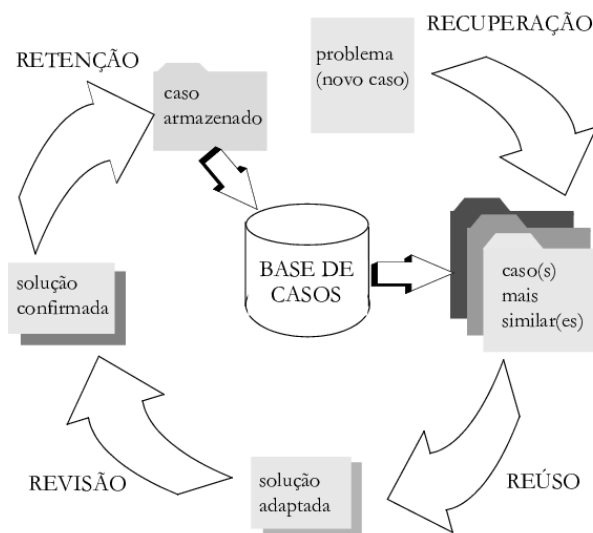 RECUPERAÇÃO
problema
(novo caso)
RETENÇÃO
caso
armazenado
BASE DE
CASOS
caso(s)
mais
similar(es)
solução
confirmada
REVISÃO
solução
adaptada
REÚSO